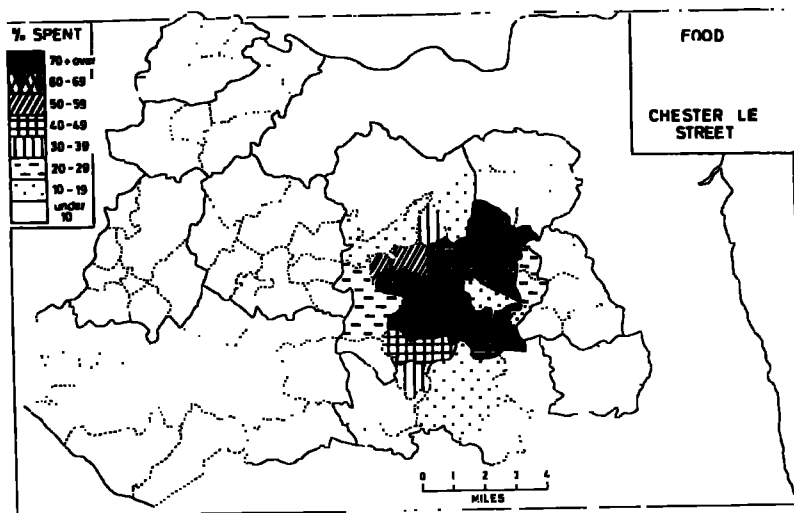 % SPENT
70 + over
60 - 69
50 - 59
40 - 49
30 - 39
20 - 29
10 - 19
under
10
FOOD
CHESTER LE
STREET
0 1 2 3 4
MILES